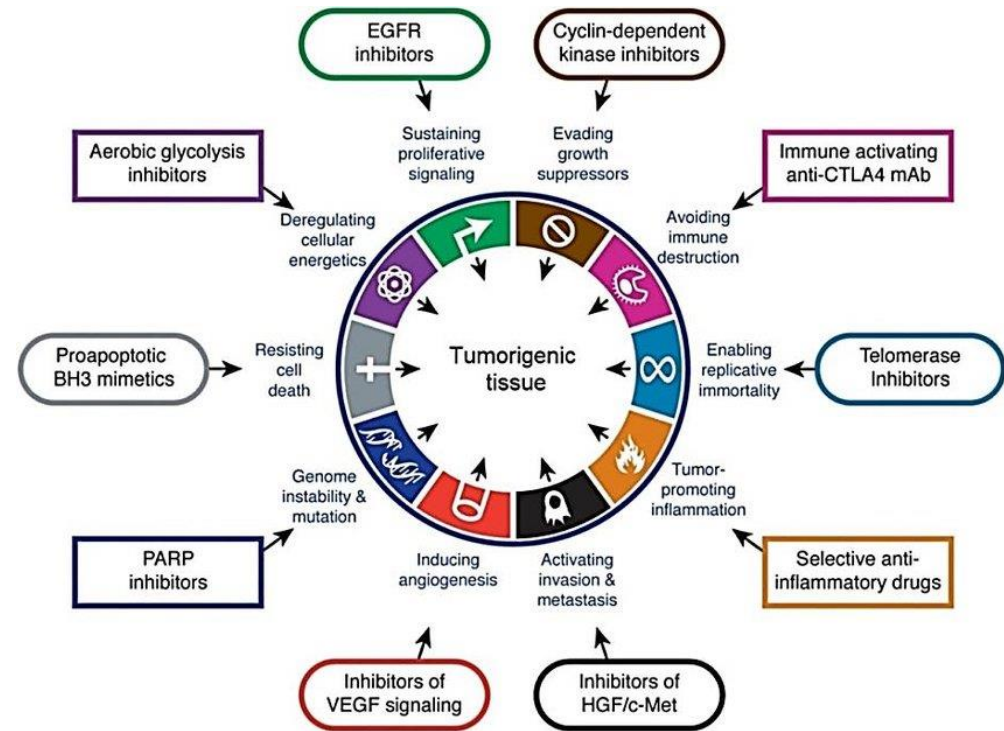 EGFR
inhibitors
Cyclin-dependent
kinase inhibitors
Sustaining
proliferative
signaling
Evading
growth
suppressors
Aerobic glycolysis
inhibitors
Immune activating
anti-CTLA4 mAb
Deregulating
cellular
energetics
Avoiding
immune
destruction
Proapoptotic
BH3 mimetics
Resisting
cell
death
Tumorigenic
tissue
Enabling
replicative
immortality
Telomerase
Inhibitors
Genome
instability &
mutation
Tumor-
promoting
inflammation
PARP
inhibitors
Inducing
angiogenesis
Activating
invasion &
metastasis
Selective anti-
inflammatory drugs
Inhibitors of
VEGF signaling
Inhibitors of
HGF/c-Met